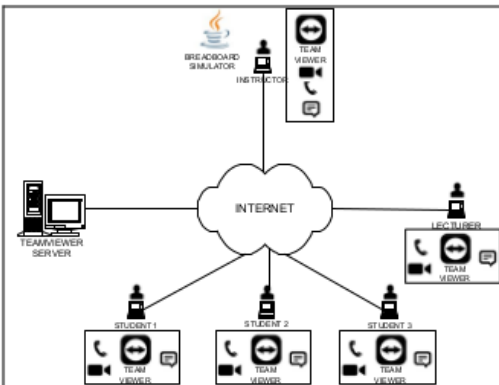 BREADBOARD
SIMULATOR
INSTRUCTOR
TEAM
VIEWER
INTERNET
TEAMVIEWER
SERVER
LECTURER
TEAM
VIEWER
STUDENT 1
TEAM
VIEWER
STUDENT 2
TEAM
VIEWER
STUDENT 3
TEAM
VIEWER